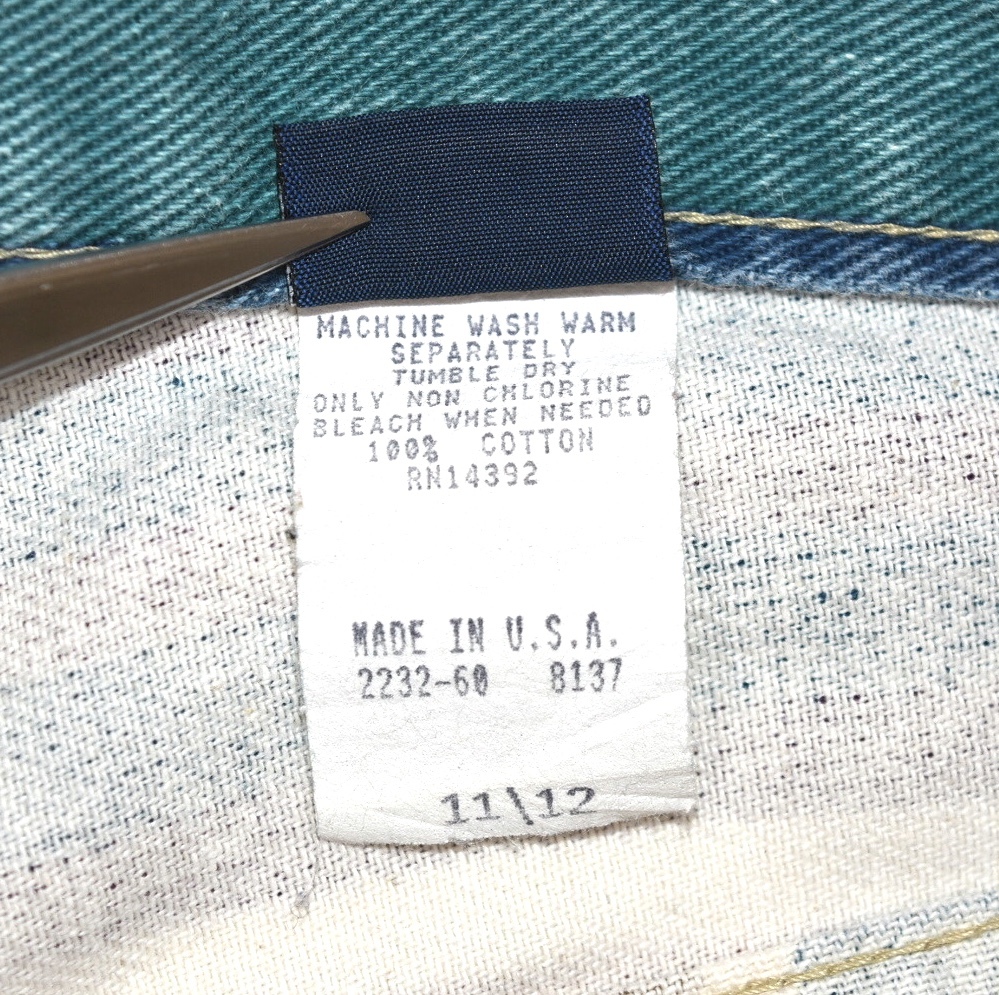 MACHINE WASH WARM
SEPARATELY
TUMBLE DRY
ONLY NON CHLORINE
BLEACH WHEN NEEDED
100% COTTON
RN14392
MADE IN U.S.A.
2232-60 8137
11\12